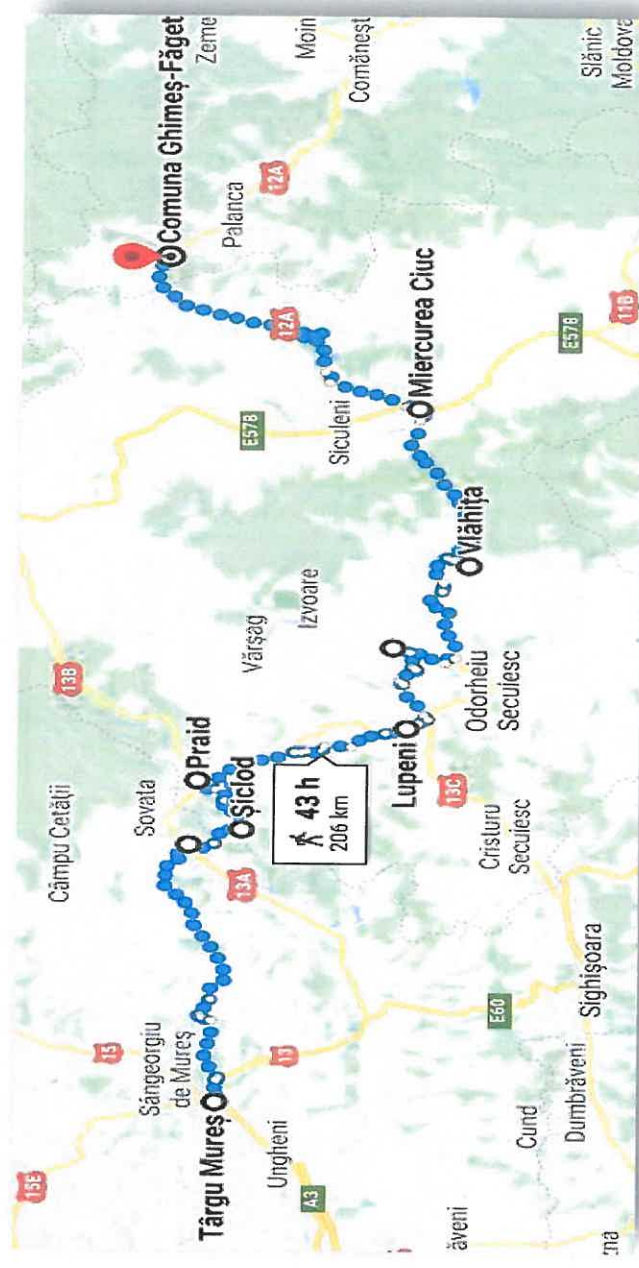 15E
Câmpu Cetății
13B
15
Sovata
Sângeorgiu
de Mureș
Comuna Ghimeș-Făget
Zeme
Praid
Târgu Mureș
Palanca
Șiclod
13A
E578
Vârșag
12A
Ungheni
12A
Moin
Izvoare
A3
43 h
206 km
Siculeni
Comănești
Lupeni
Miercurea Ciuc
13C
ăveni
Vlăhița
Odorheiu
Secuiesc
Cristuru
Secuiesc
E60
Cund
E578
Dumbrăveni
Sighișoara
Slănic
Moldova
11B